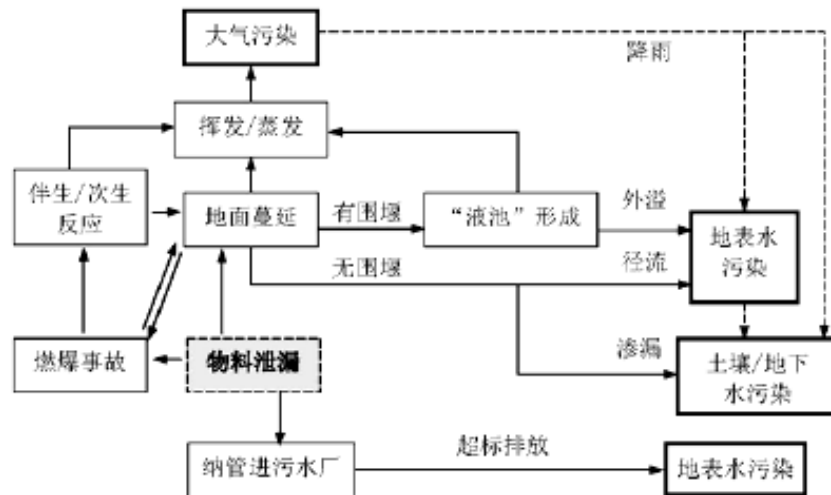 大气污染
降雨
挥发/蒸发
伴生/次生
反应
地面蔓延
有围堰
“液池”形成
外溢
地表水
污染
无围堰
径流
燃爆事故
物料泄漏
渗漏
土壤/地下
水污染
纳管进污水厂
超标排放
地表水污染